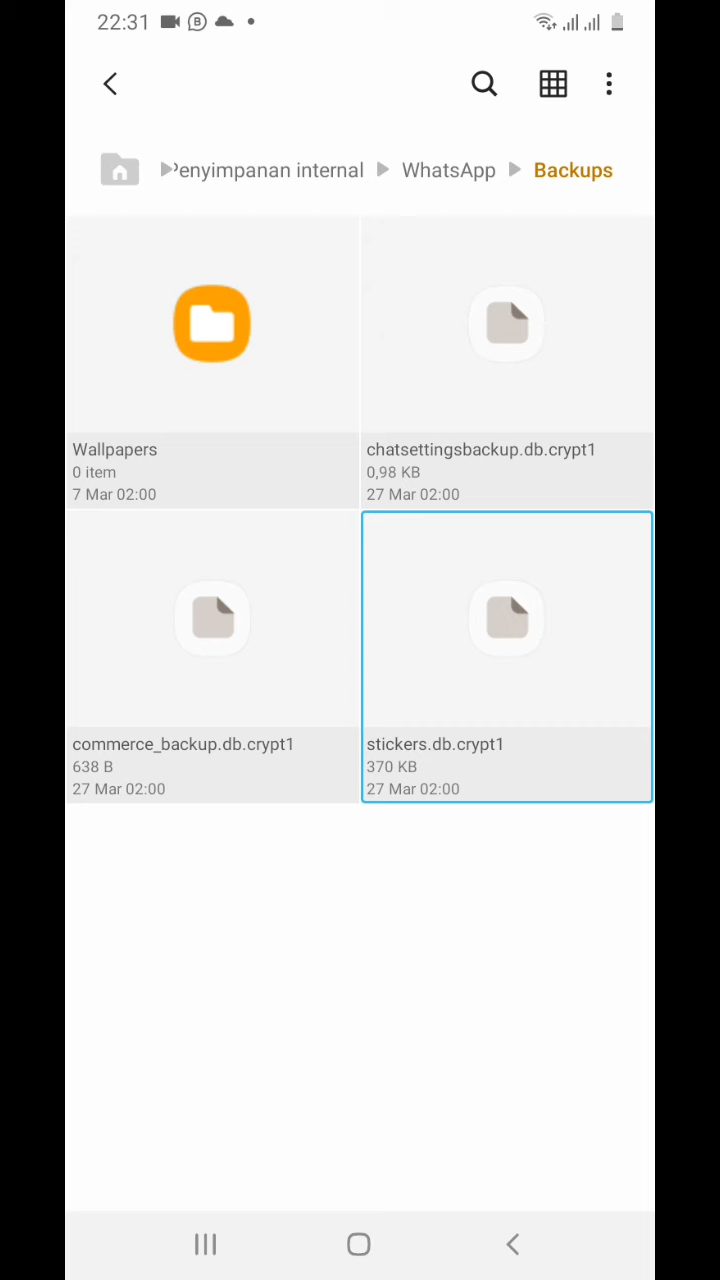 22:31
Penyimpanan internal WhatsApp Backups
Wallpapers
0 item
7 Mar 02:00
chatsettingsbackup.db.crypt1
0,98 KB
27 Mar 02:00
commerce_backup.db.crypt1
638 B
27 Mar 02:00
stickers.db.crypt1
370 KB
27 Mar 02:00